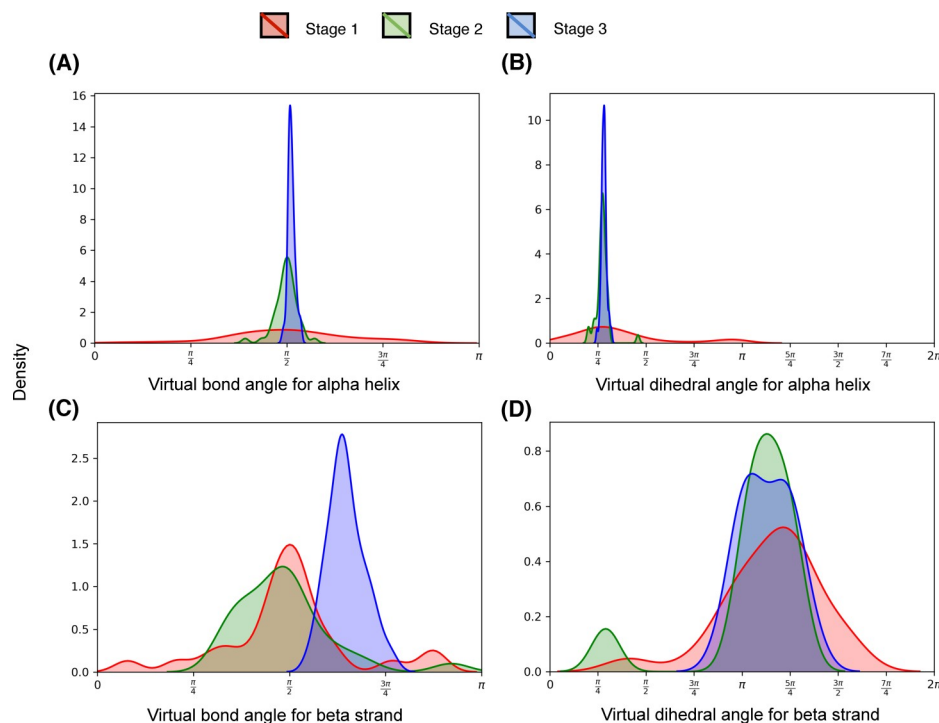 Stage 1 Stage 2 Stage 3
(A) (B)
16
14
12
10
8
6
4
2
0
0 π/4 π/2 3π/4 π
Virtual bond angle for alpha helix
10
8
6
4
2
0
0 π/4 π/2 3π/4 π 5π/4 3π/2 7π/4 2π
Virtual dihedral angle for alpha helix
Density
(C) (D)
2.5
2.0
1.5
1.0
0.5
0.0
0 π/4 π/2 3π/4 π
Virtual bond angle for beta strand
0.8
0.6
0.4
0.2
0.0
0 π/4 π/2 3π/4 π 5π/4 3π/2 7π/4 2π
Virtual dihedral angle for beta strand